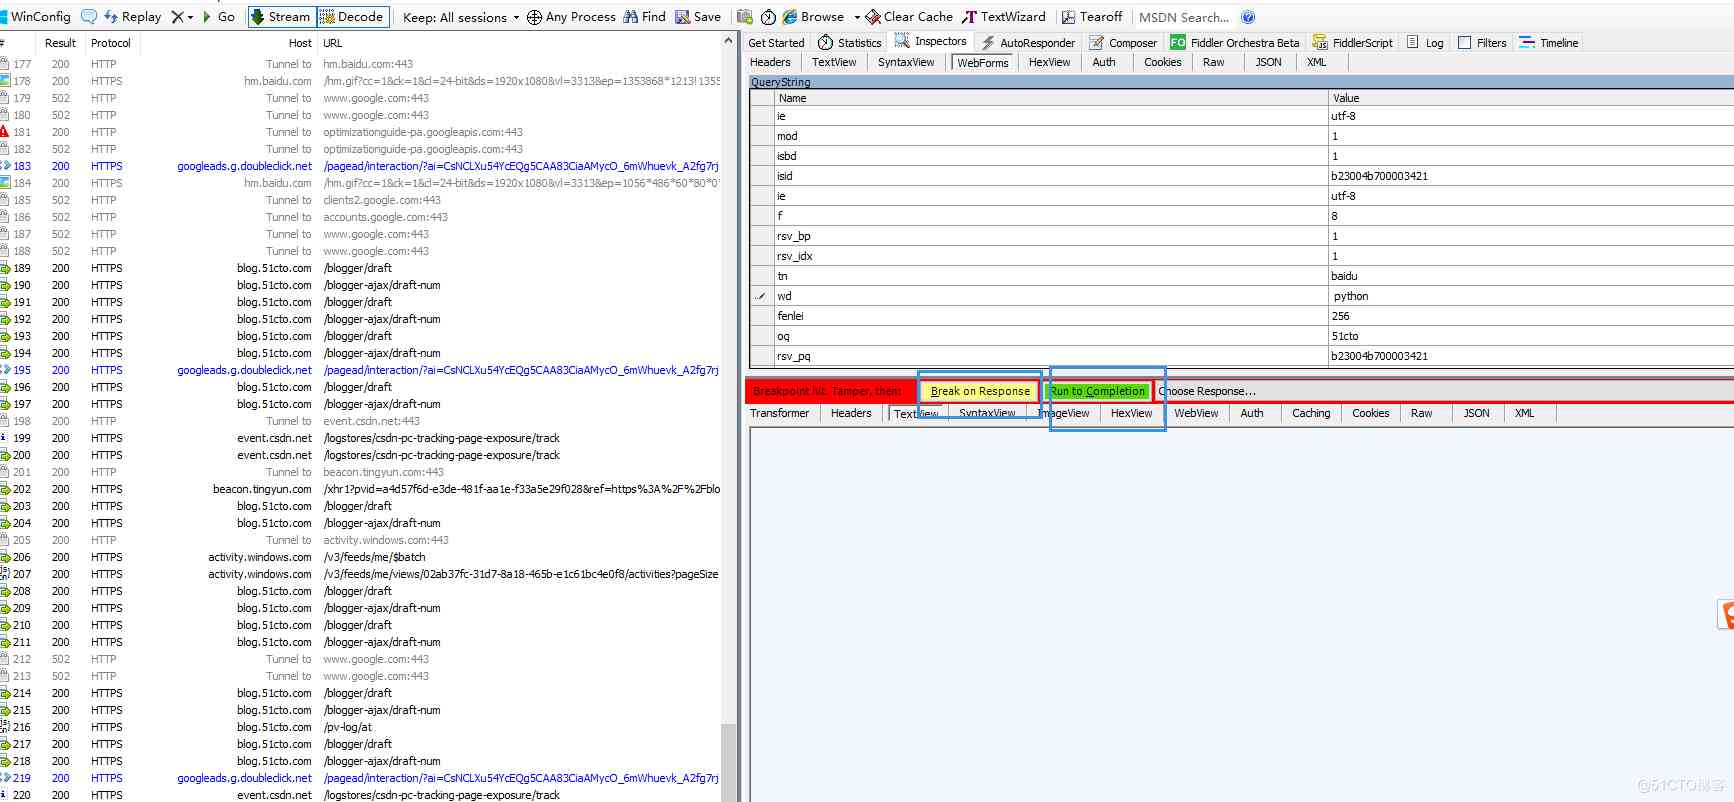 WinConfig Replay Go Stream Decode Keep: All sessions Any Process Find Save Browse Clear Cache TextWizard Tearoff MSDN Search...
# Result Protocol Host URL
177 200 HTTP Tunnel to hm.baidu.com:443
178 200 HTTPS hm.baidu.com /hm.gif?cc=1&ck=1&cl=24-bit&ds=1920x1080&vl=3313&ep=1353868*1213!1355
179 502 HTTP Tunnel to www.google.com:443
180 502 HTTP Tunnel to www.google.com:443
181 200 HTTP Tunnel to optimizationguide-pa.googleapis.com:443
182 502 HTTP Tunnel to optimizationguide-pa.googleapis.com:443
183 200 HTTPS googleads.g.doubleclick.net /pagead/interaction/?ai=CsNCLXu54YcEQg5CAA83CiaAMycO_6mWhuevk_A2fg7rj
184 200 HTTPS hm.baidu.com /hm.gif?cc=1&ck=1&cl=24-bit&ds=1920x1080&vl=3313&ep=1056*486*60*80*0
185 502 HTTP Tunnel to clients2.google.com:443
186 502 HTTP Tunnel to accounts.google.com:443
187 502 HTTP Tunnel to www.google.com:443
188 502 HTTP Tunnel to www.google.com:443
189 200 HTTPS blog.51cto.com /blogger/draft
190 200 HTTPS blog.51cto.com /blogger-ajax/draft-num
191 200 HTTPS blog.51cto.com /blogger/draft
192 200 HTTPS blog.51cto.com /blogger-ajax/draft-num
193 200 HTTPS blog.51cto.com /blogger/draft
194 200 HTTPS blog.51cto.com /blogger-ajax/draft-num
195 200 HTTPS googleads.g.doubleclick.net /pagead/interaction/?ai=CsNCLXu54YcEQg5CAA83CiaAMycO_6mWhuevk_A2fg7rj
196 200 HTTPS blog.51cto.com /blogger/draft
197 200 HTTPS blog.51cto.com /blogger-ajax/draft-num
198 200 HTTP Tunnel to event.csdn.net:443
199 200 HTTPS event.csdn.net /logstores/csdn-pc-tracking-page-exposure/track
200 200 HTTPS event.csdn.net /logstores/csdn-pc-tracking-page-exposure/track
201 200 HTTP Tunnel to beacon.tingyun.com:443
202 200 HTTPS beacon.tingyun.com /xhr1?pvid=a4d57f6d-e3de-481f-aa1e-f33a5e29f028&ref=https%3A%2F%2Fblo
203 200 HTTPS blog.51cto.com /blogger/draft
204 200 HTTPS blog.51cto.com /blogger-ajax/draft-num
205 200 HTTP Tunnel to activity.windows.com:443
206 200 HTTPS activity.windows.com /v3/feeds/me/$batch
207 200 HTTPS activity.windows.com /v3/feeds/me/views/02ab37fc-31d7-8a18-465b-e1c61bc4e0f8/activities?pageSize
208 200 HTTPS blog.51cto.com /blogger/draft
209 200 HTTPS blog.51cto.com /blogger-ajax/draft-num
210 200 HTTPS blog.51cto.com /blogger/draft
211 200 HTTPS blog.51cto.com /blogger-ajax/draft-num
212 502 HTTP Tunnel to www.google.com:443
213 502 HTTP Tunnel to www.google.com:443
214 200 HTTPS blog.51cto.com /blogger/draft
215 200 HTTPS blog.51cto.com /blogger-ajax/draft-num
216 200 HTTPS blog.51cto.com /pv-log/at
217 200 HTTPS blog.51cto.com /blogger/draft
218 200 HTTPS blog.51cto.com /blogger-ajax/draft-num
219 200 HTTPS googleads.g.doubleclick.net /pagead/interaction/?ai=CsNCLXu54YcEQg5CAA83CiaAMycO_6mWhuevk_A2fg7rj
220 200 HTTPS event.csdn.net /logstores/csdn-pc-tracking-page-exposure/track
Get Started Statistics Inspectors AutoResponder Composer FO Fiddler Orchestra Beta FiddlerScript Log Filters Timeline
Headers TextView SyntaxView WebForms HexView Auth Cookies Raw JSON XML
QueryString
Name Value
ie utf-8
mod 1
isbd 1
isid b23004b700003421
ie utf-8
f 8
rsv_bp 1
rsv_idx 1
tn baidu
wd python
fenlei 256
oq 51cto
rsv_pq b23004b700003421
Breakpoint hit. Tamper, then: Break on Response Run to Completion Choose Response...
Transformer Headers TextView SyntaxView ImageView HexView WebView Auth Caching Cookies Raw JSON XML
@51CTO博客